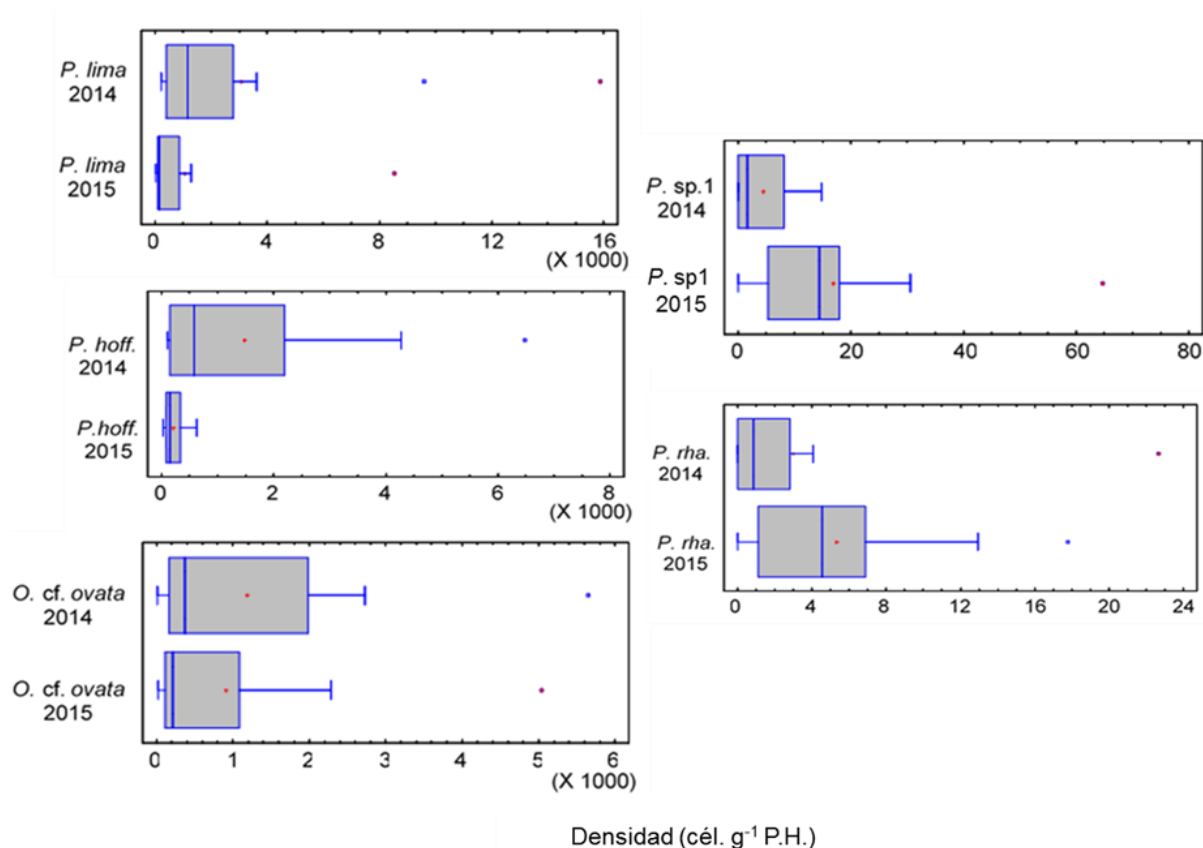 P. lima
2014
P. lima
2015
0 4 8 12 16
(X 1000)
P. hoff.
2014
P.hoff.
2015
0 2 4 6 8
(X 1000)
O. cf. ovata
2014
O. cf. ovata
2015
0 1 2 3 4 5 6
(X 1000)
P. sp.1
2014
P. sp1
2015
0 20 40 60 80
P. rha.
2014
P. rha.
2015
0 4 8 12 16 20 24
Densidad (cél. g⁻¹ P.H.)